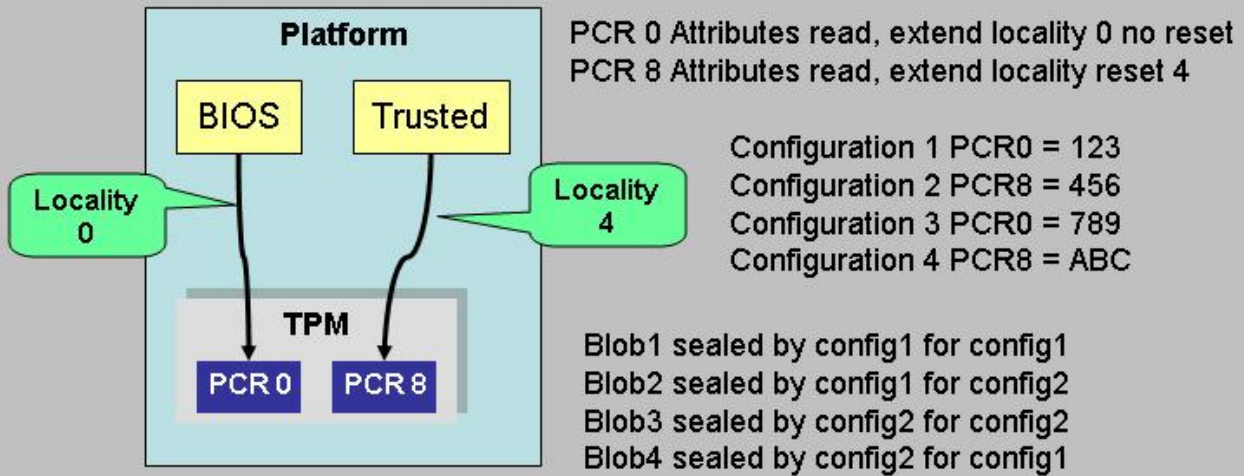 Platform
BIOS
Trusted
Locality
0
Locality
4
TPM
PCR 0
PCR 8
PCR 0 Attributes read, extend locality 0 no reset
PCR 8 Attributes read, extend locality reset 4
Configuration 1 PCR0 = 123
Configuration 2 PCR8 = 456
Configuration 3 PCR0 = 789
Configuration 4 PCR8 = ABC
Blob1 sealed by config1 for config1
Blob2 sealed by config1 for config2
Blob3 sealed by config2 for config2
Blob4 sealed by config2 for config1